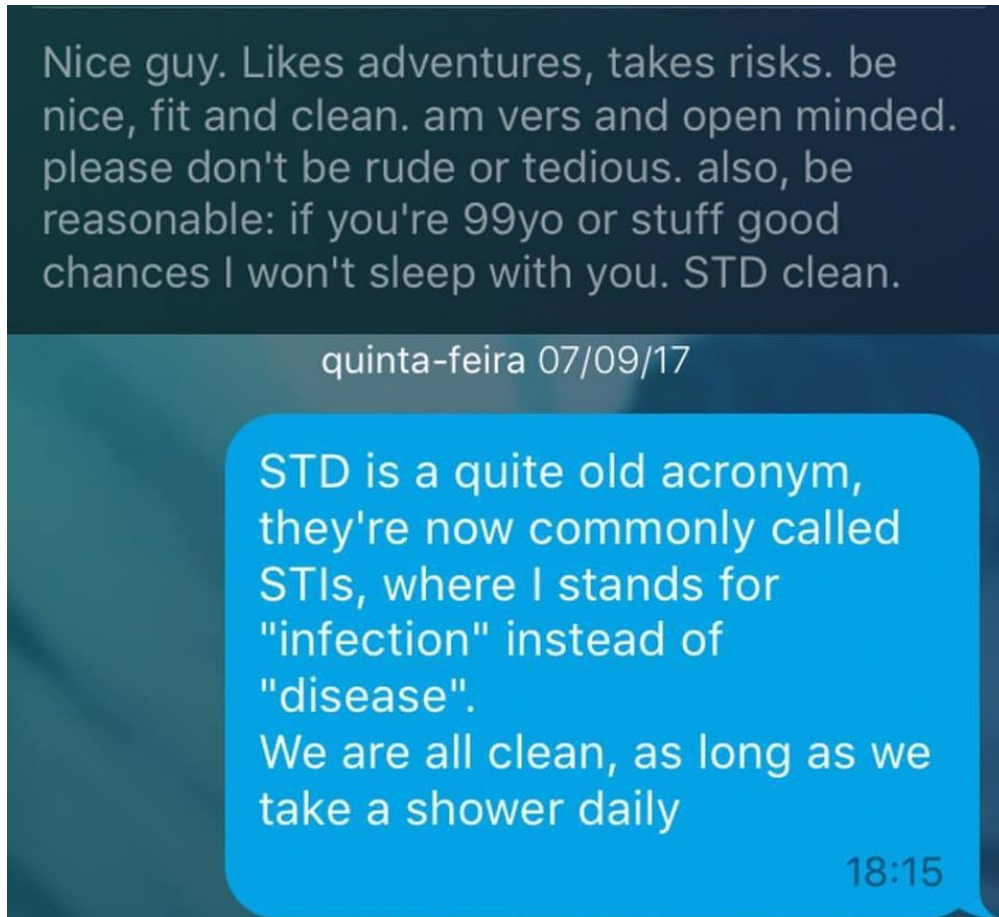 Nice guy. Likes adventures, takes risks. be
nice, fit and clean. am vers and open minded.
please don't be rude or tedious. also, be
reasonable: if you're 99yo or stuff good
chances I won't sleep with you. STD clean.
quinta-feira 07/09/17
STD is a quite old acronym,
they're now commonly called
STIs, where I stands for
"infection" instead of
"disease".
We are all clean, as long as we
take a shower daily
18:15